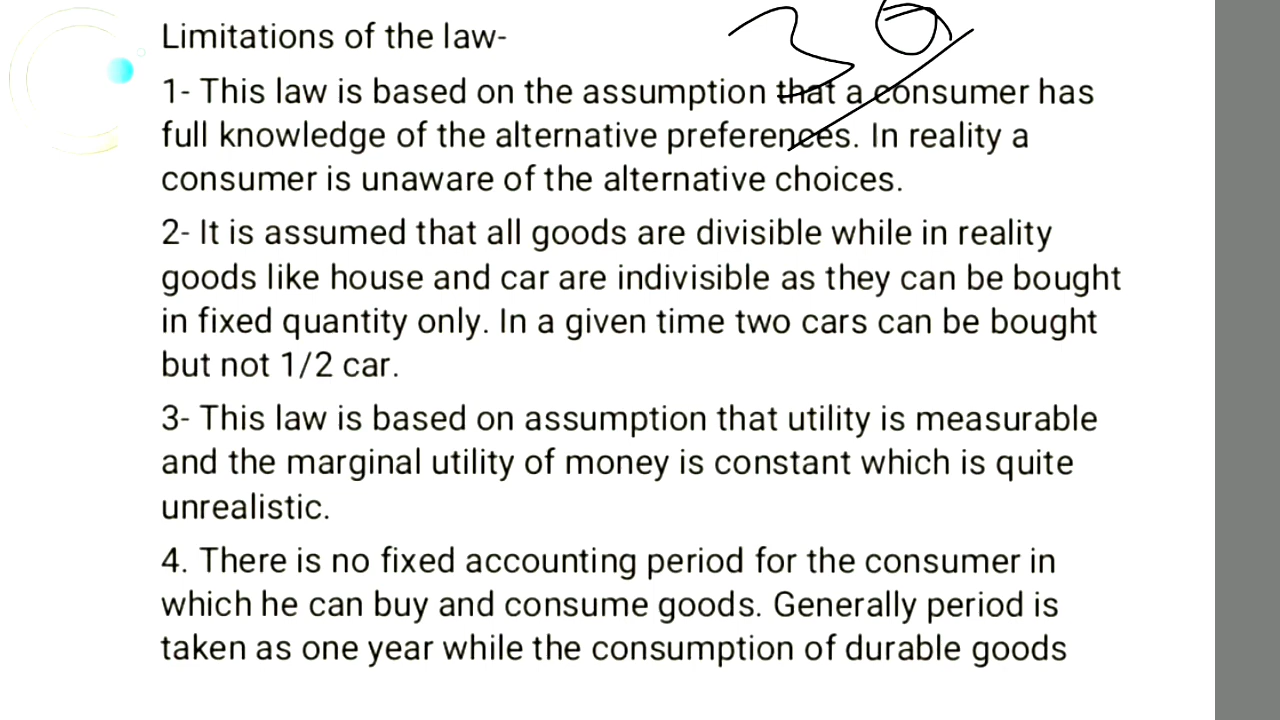 Limitations of the law-
1- This law is based on the assumption that a consumer has
full knowledge of the alternative preferences. In reality a
consumer is unaware of the alternative choices.
2- It is assumed that all goods are divisible while in reality
goods like house and car are indivisible as they can be bought
in fixed quantity only. In a given time two cars can be bought
but not 1/2 car.
3- This law is based on assumption that utility is measurable
and the marginal utility of money is constant which is quite
unrealistic.
4. There is no fixed accounting period for the consumer in
which he can buy and consume goods. Generally period is
taken as one year while the consumption of durable goods